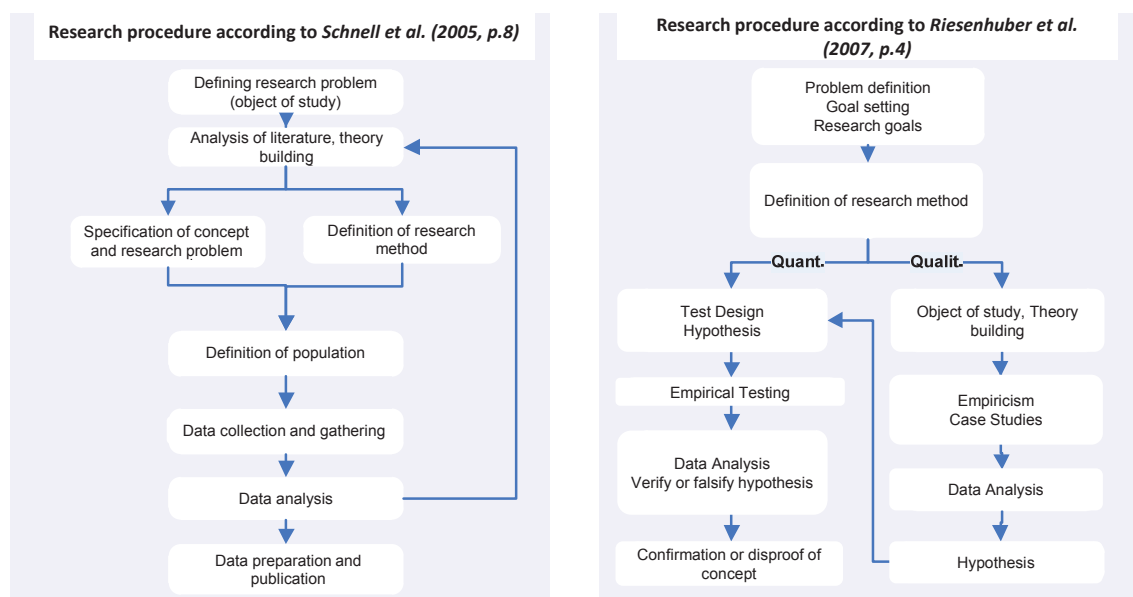 Research procedure according to Schnell et al. (2005, p.8)
Defining research problem
(object of study)
Analysis of literature, theory
building
Specification of concept
and research problem
Definition of research
method
Definition of population
Data collection and gathering
Data analysis
Data preparation and
publication
Research procedure according to Riesenhuber et al.
(2007, p.4)
Problem definition
Goal setting
Research goals
Definition of research method
Quant.
Qualit.
Test Design
Hypothesis
Empirical Testing
Data Analysis
Verify or falsify hypothesis
Confirmation or disproof of
concept
Object of study, Theory
building
Empiricism
Case Studies
Data Analysis
Hypothesis